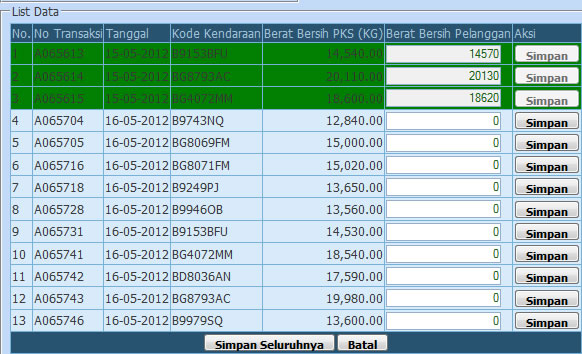 List Data
No. No Transaksi Tanggal Kode Kendaraan Berat Bersih PKS (KG) Berat Bersih Pelanggan Aksi
1 A065613 15-05-2012 B9153BFU 14,540.00 14570 Simpan
2 A065614 15-05-2012 BG8793AC 20,110.00 20130 Simpan
3 A065615 15-05-2012 BG4072MM 18,600.00 18620 Simpan
4 A065704 16-05-2012 B9743NQ 12,840.00 0 Simpan
5 A065705 16-05-2012 BG8069FM 15,000.00 0 Simpan
6 A065716 16-05-2012 BG8071FM 15,020.00 0 Simpan
7 A065718 16-05-2012 B9249PJ 13,650.00 0 Simpan
8 A065728 16-05-2012 B9946OB 13,560.00 0 Simpan
9 A065731 16-05-2012 B9153BFU 14,530.00 0 Simpan
10 A065741 16-05-2012 BG4072MM 18,540.00 0 Simpan
11 A065742 16-05-2012 BD8036AN 17,590.00 0 Simpan
12 A065743 16-05-2012 BG8793AC 19,980.00 0 Simpan
13 A065746 16-05-2012 B9979SQ 13,600.00 0 Simpan
Simpan Seluruhnya Batal